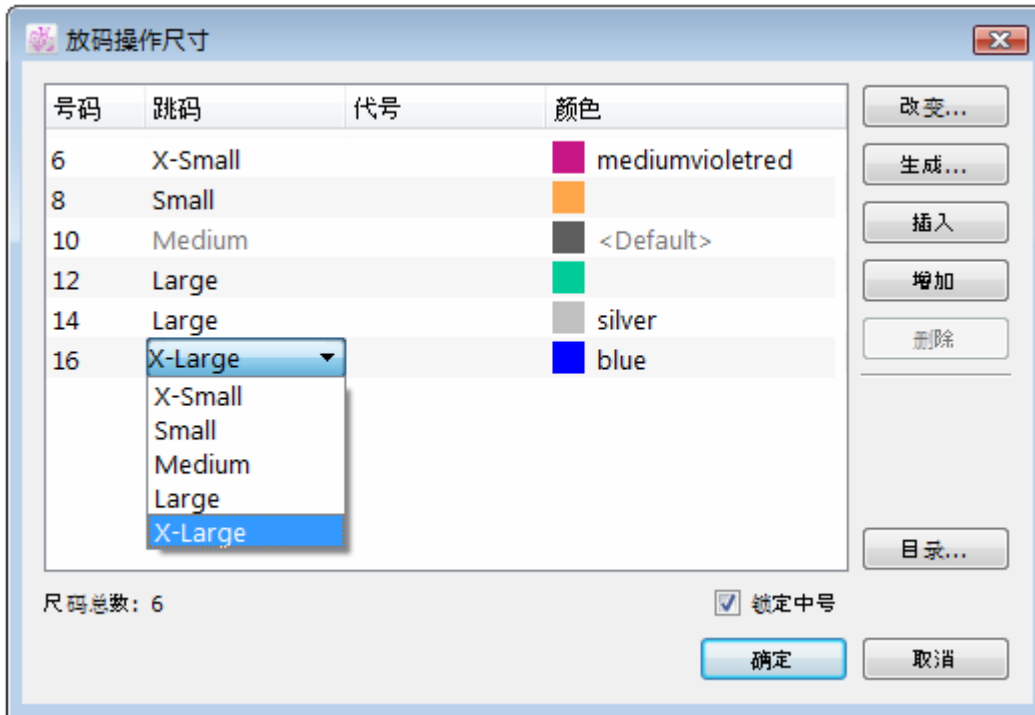 放码操作尺寸
号码 跳码 代号 颜色 改变...
6 X-Small mediumvioletred 生成...
8 Small 插入
10 Medium <Default>
12 Large 增加
14 Large silver 删除
16 X-Large blue
X-Small
Small
Medium
Large
X-Large
目录...
尺码总数: 6 锁定中号
确定 取消